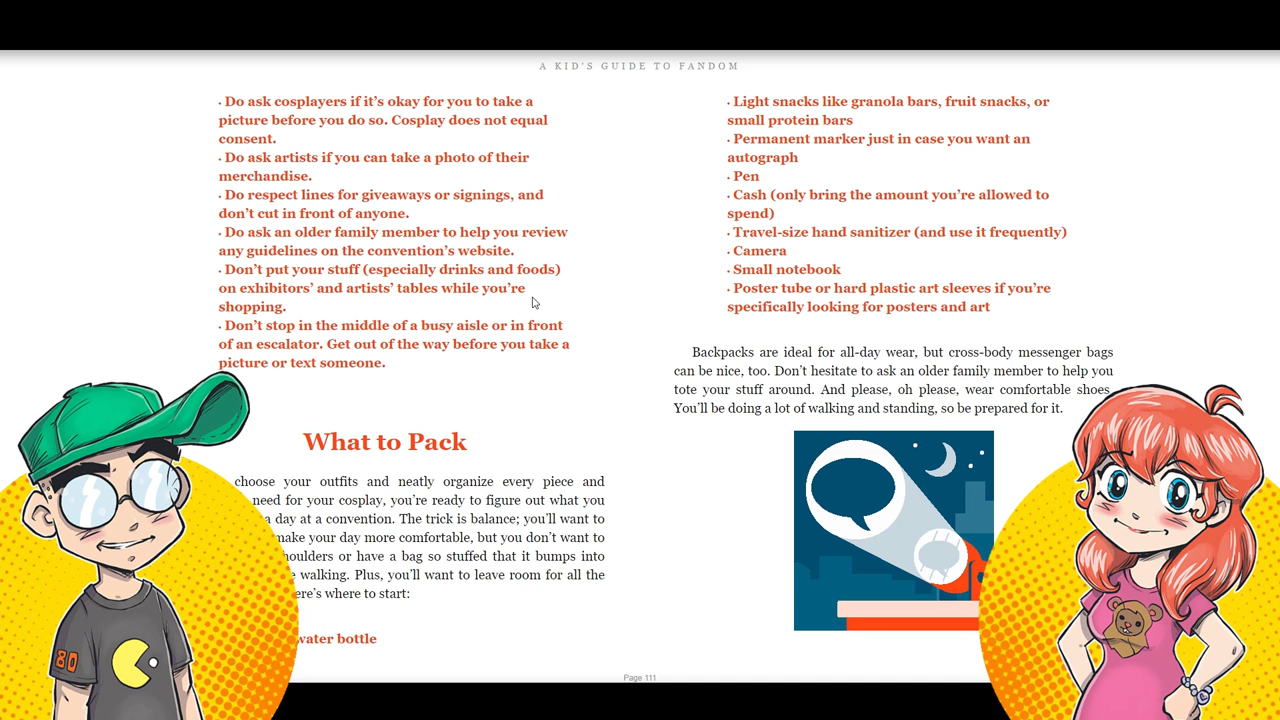 A KID'S GUIDE TO FANDOM
· Do ask cosplayers if it's okay for you to take a
picture before you do so. Cosplay does not equal
consent.
· Do ask artists if you can take a photo of their
merchandise.
· Do respect lines for giveaways or signings, and
don't cut in front of anyone.
· Do ask an older family member to help you review
any guidelines on the convention's website.
· Don't put your stuff (especially drinks and foods)
on exhibitors' and artists' tables while you're
shopping.
· Don't stop in the middle of a busy aisle or in front
of an escalator. Get out of the way before you take a
picture or text someone.
What to Pack
choose your outfits and neatly organize every piece and
need for your cosplay, you're ready to figure out what you
a day at a convention. The trick is balance; you'll want to
make your day more comfortable, but you don't want to
or have a bag so stuffed that it bumps into
walking. Plus, you'll want to leave room for all the
where to start:
water bottle
· Light snacks like granola bars, fruit snacks, or
small protein bars
· Permanent marker just in case you want an
autograph
· Pen
· Cash (only bring the amount you're allowed to
spend)
· Travel-size hand sanitizer (and use it frequently)
· Camera
· Small notebook
· Poster tube or hard plastic art sleeves if you're
specifically looking for posters and art
Backpacks are ideal for all-day wear, but cross-body messenger bags
can be nice, too. Don't hesitate to ask an older family member to help you
tote your stuff around. And please, oh please, wear comfortable shoes.
You'll be doing a lot of walking and standing, so be prepared for it.
Page 111
80